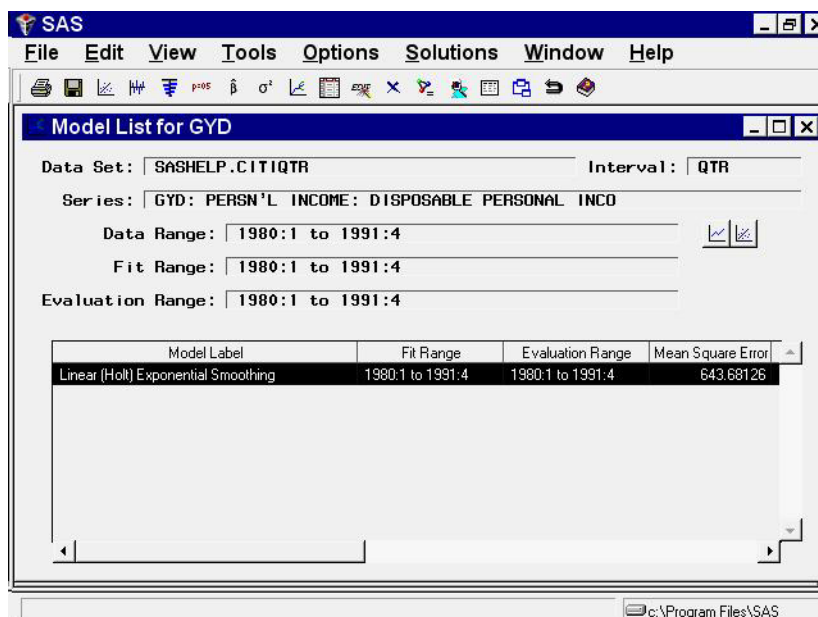 SAS
File Edit View Tools Options Solutions Window Help
p=05 β̂ σ²
Model List for GYD
Data Set: SASHELP.CITIQTR Interval: QTR
Series: GYD: PERSN'L INCOME: DISPOSABLE PERSONAL INCO
Data Range: 1980:1 to 1991:4
Fit Range: 1980:1 to 1991:4
Evaluation Range: 1980:1 to 1991:4
Model Label Fit Range Evaluation Range Mean Square Error
Linear (Holt) Exponential Smoothing 1980:1 to 1991:4 1980:1 to 1991:4 643.68126
c:\Program Files\SAS